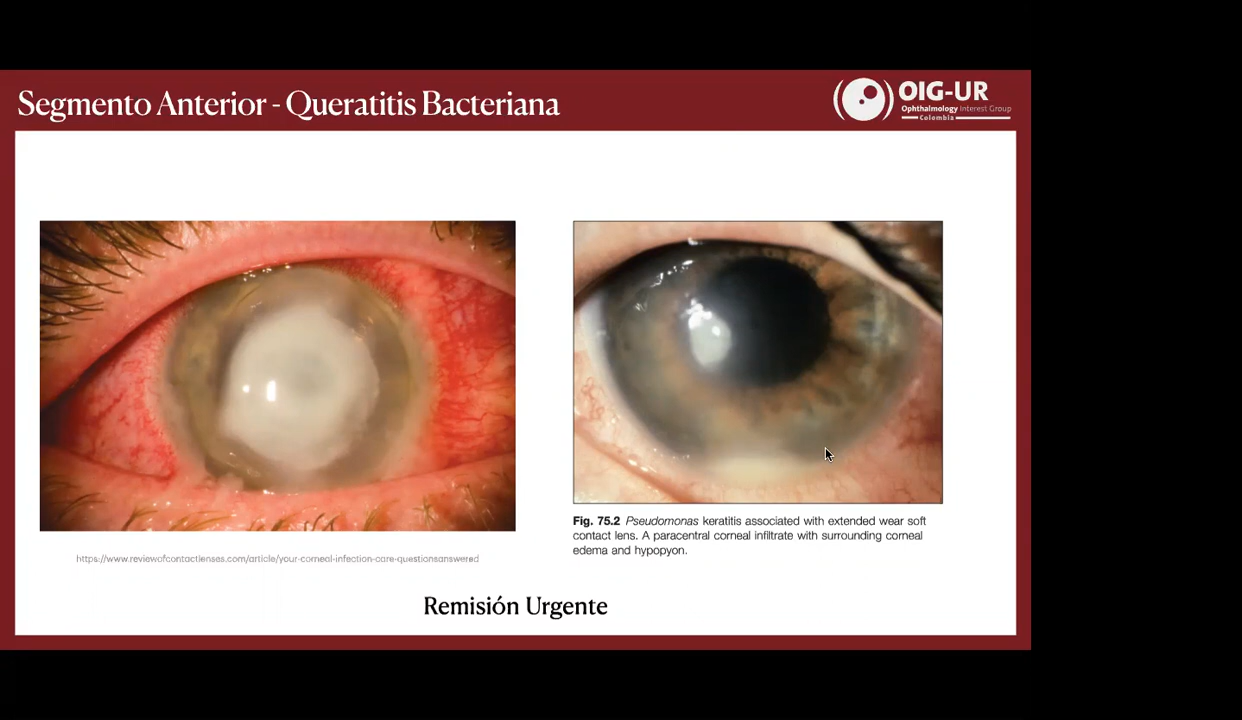 Segmento Anterior - Queratitis Bacteriana
OIG-UR
Ophthalmology Interest Group
Colombia
Fig. 75.2 Pseudomonas keratitis associated with extended wear soft
contact lens. A paracentral corneal infiltrate with surrounding corneal
edema and hypopyon.
https://www.reviewofcontactlenses.com/article/your-corneal-infection-care-questionsanswered
Remisión Urgente